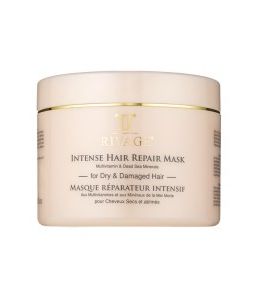 RIVAGE
INTENSE HAIR REPAIR MASK
Multivitamin & Dead Sea Minerals
for Dry & Damaged Hair
MASQUE RÉPARATEUR INTENSIF
Aux Multivitamines et aux Minéraux de la Mer Morte
pour Cheveux Secs et abîmés